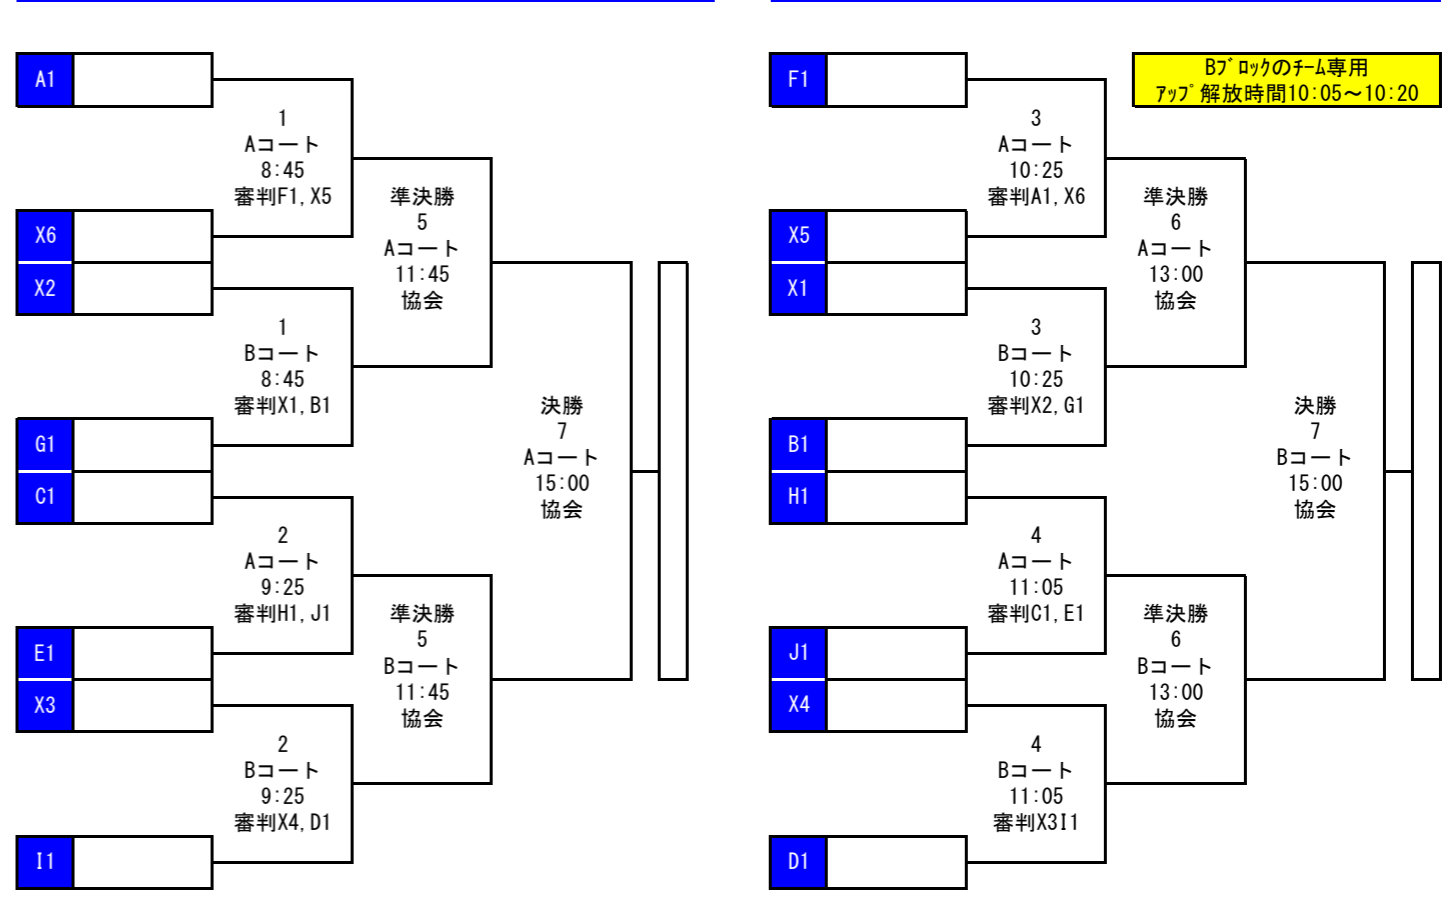 A1
1
Aコート
8:45
審判F1,X5
X6
X2
準決勝
5
Aコート
11:45
協会
1
Bコート
8:45
審判X1,B1
G1
C1
決勝
7
Aコート
15:00
協会
2
Aコート
9:25
審判H1,J1
E1
X3
準決勝
5
Bコート
11:45
協会
2
Bコート
9:25
審判X4,D1
I1
F1
Bﾌﾞﾛｯｸのﾁｰﾑ専用
ｱｯﾌﾟ解放時間10:05～10:20
3
Aコート
10:25
審判A1,X6
X5
X1
準決勝
6
Aコート
13:00
協会
3
Bコート
10:25
審判X2,G1
B1
H1
決勝
7
Bコート
15:00
協会
4
Aコート
11:05
審判C1,E1
J1
X4
準決勝
6
Bコート
13:00
協会
4
Bコート
11:05
審判X3I1
D1